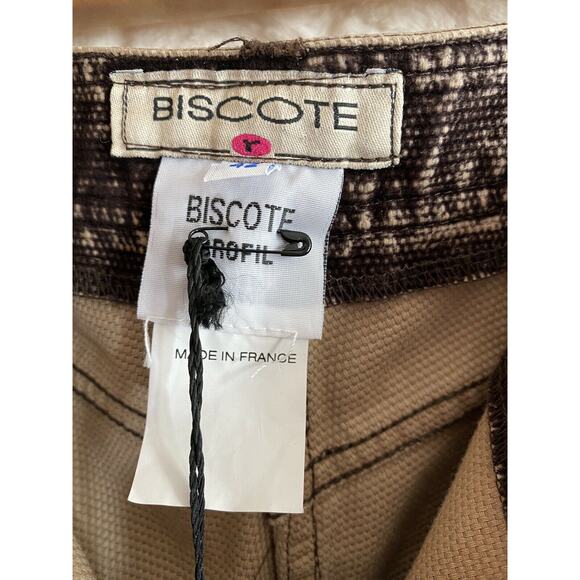 BISCOTE
r
BISCOTE
PROFIL
MADE IN FRANCE